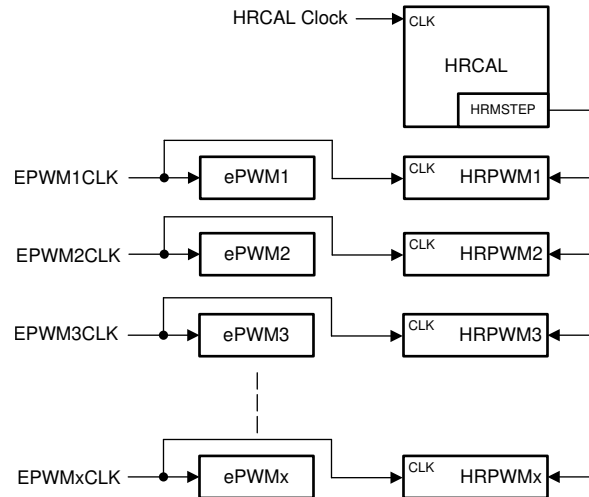 HRCAL Clock
CLK
HRCAL
HRMSTEP
EPWM1CLK
ePWM1
CLK
HRPWM1
EPWM2CLK
ePWM2
CLK
HRPWM2
EPWM3CLK
ePWM3
CLK
HRPWM3
EPWMxCLK
ePWMx
CLK
HRPWMx